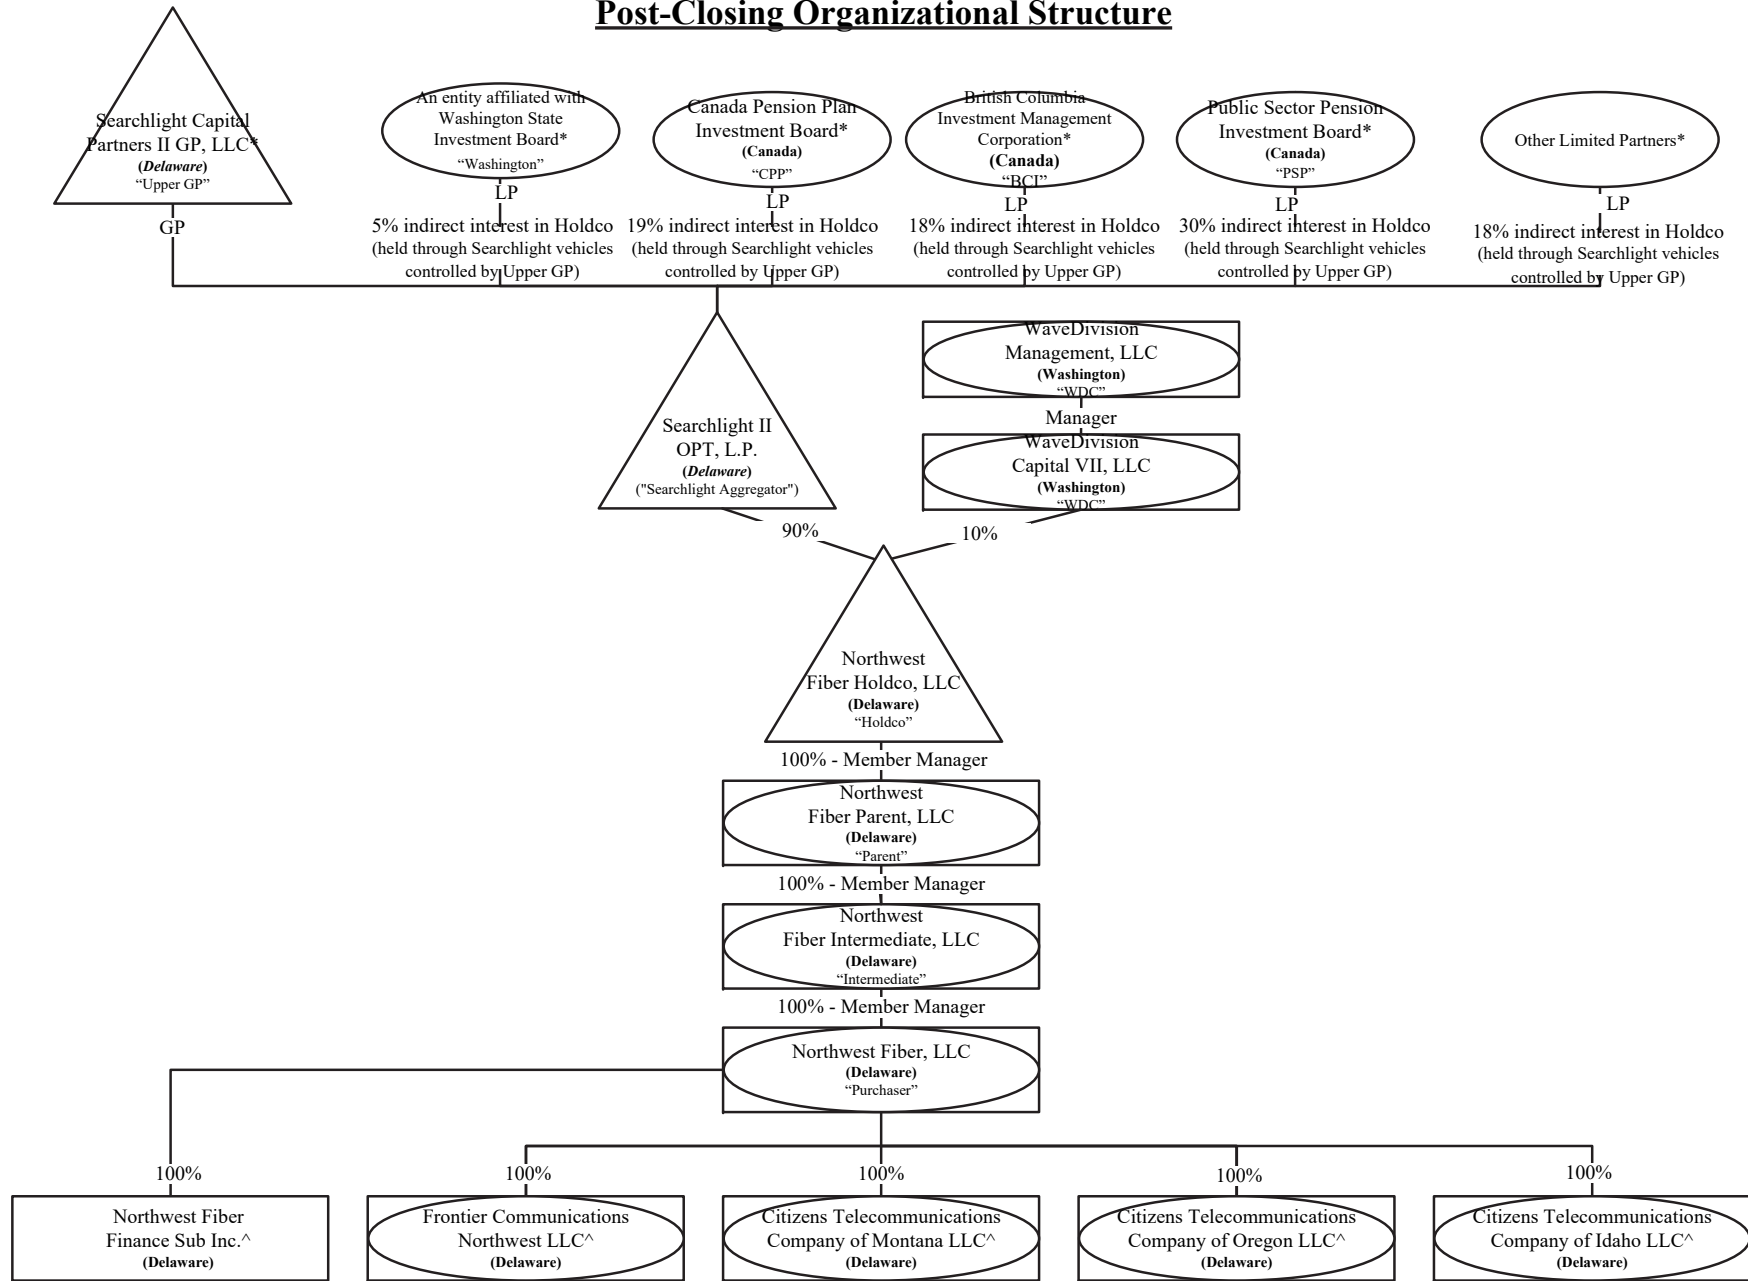 Post-Closing Organizational Structure
Searchlight Capital
Partners II GP, LLC*
(Delaware)
“Upper GP”
GP
An entity affiliated with
Washington State
Investment Board*
“Washington”
LP
5% indirect interest in Holdco
(held through Searchlight vehicles
controlled by Upper GP)
Canada Pension Plan
Investment Board*
(Canada)
“CPP”
LP
19% indirect interest in Holdco
(held through Searchlight vehicles
controlled by Upper GP)
British Columbia
Investment Management
Corporation*
(Canada)
“BCI”
LP
18% indirect interest in Holdco
(held through Searchlight vehicles
controlled by Upper GP)
Public Sector Pension
Investment Board*
(Canada)
“PSP”
LP
30% indirect interest in Holdco
(held through Searchlight vehicles
controlled by Upper GP)
Other Limited Partners*
LP
18% indirect interest in Holdco
(held through Searchlight vehicles
controlled by Upper GP)
Searchlight II
OPT, L.P.
(Delaware)
("Searchlight Aggregator")
90%
WaveDivision
Management, LLC
(Washington)
“WDC”
Manager
WaveDivision
Capital VII, LLC
(Washington)
“WDC”
10%
Northwest
Fiber Holdco, LLC
(Delaware)
“Holdco”
100% - Member Manager
Northwest
Fiber Parent, LLC
(Delaware)
“Parent”
100% - Member Manager
Northwest
Fiber Intermediate, LLC
(Delaware)
“Intermediate”
100% - Member Manager
Northwest Fiber, LLC
(Delaware)
“Purchaser”
100%
Northwest Fiber
Finance Sub Inc.^
(Delaware)
100%
Frontier Communications
Northwest LLC^
(Delaware)
100%
Citizens Telecommunications
Company of Montana LLC^
(Delaware)
100%
Citizens Telecommunications
Company of Oregon LLC^
(Delaware)
100%
Citizens Telecommunications
Company of Idaho LLC^
(Delaware)